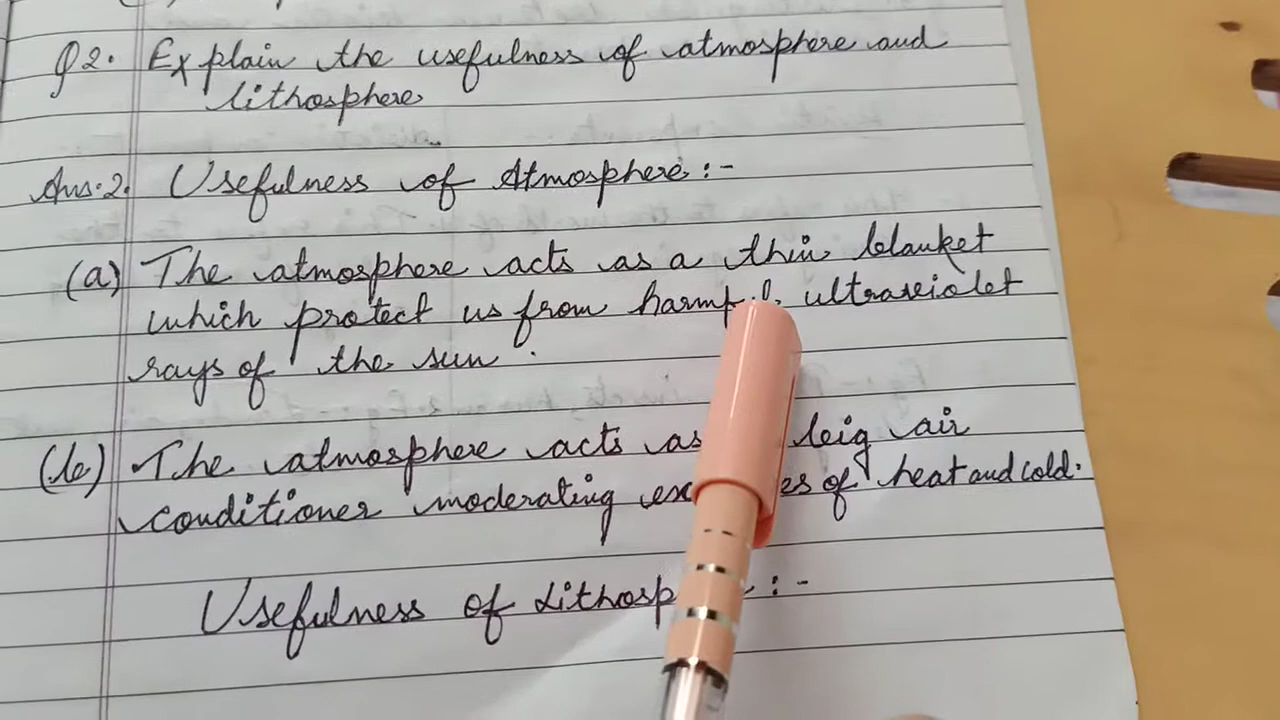 Q2. Explain the usefulness of atmosphere and
lithosphere
Ans.2. Usefulness of Atmosphere :-
(a) The atmosphere acts as a thin blanket
which protect us from ultraviolet
rays of the sun.
(b) The atmosphere acts as big air
conditioner moderating of heat and cold.
Usefulness of :-